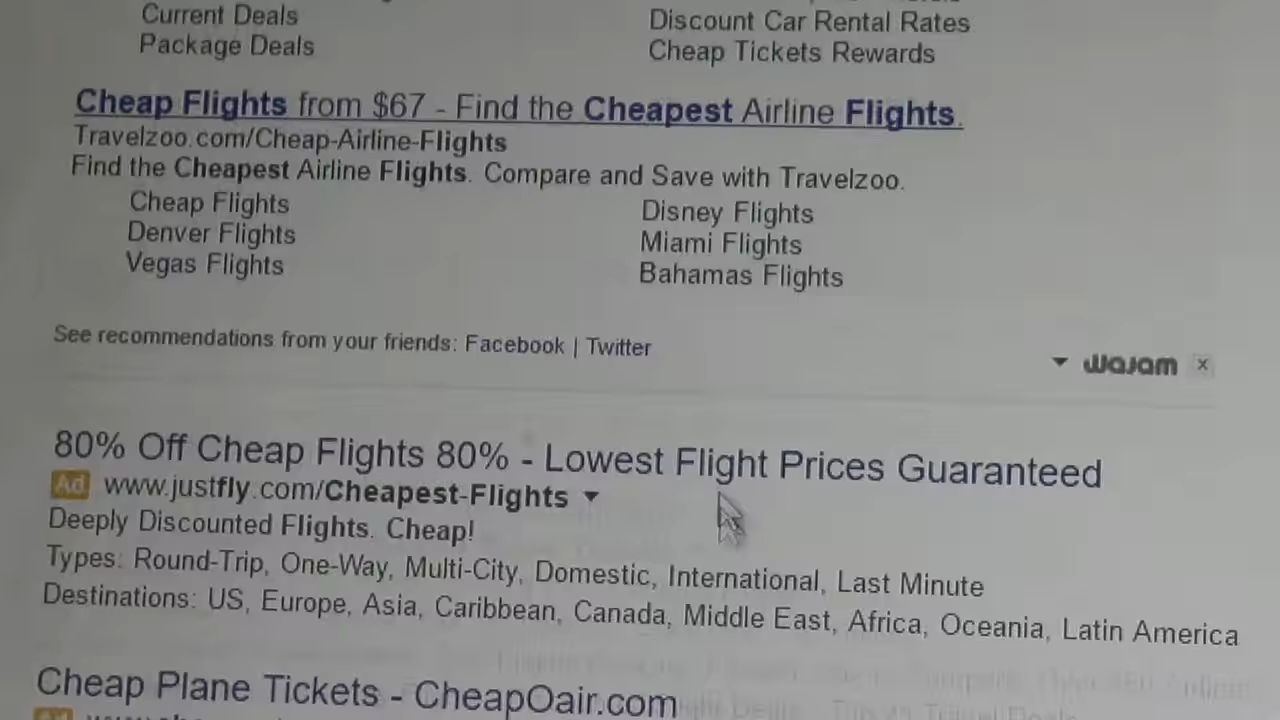 Current Deals
Discount Car Rental Rates
Package Deals
Cheap Tickets Rewards
Cheap Flights from $67 - Find the Cheapest Airline Flights.
Travelzoo.com/Cheap-Airline-Flights
Find the Cheapest Airline Flights. Compare and Save with Travelzoo.
Cheap Flights
Disney Flights
Denver Flights
Miami Flights
Vegas Flights
Bahamas Flights
See recommendations from your friends: Facebook | Twitter
wajam x
80% Off Cheap Flights 80% - Lowest Flight Prices Guaranteed
Ad www.justfly.com/Cheapest-Flights
Deeply Discounted Flights. Cheap!
Types: Round-Trip, One-Way, Multi-City, Domestic, International, Last Minute
Destinations: US, Europe, Asia, Caribbean, Canada, Middle East, Africa, Oceania, Latin America
Cheap Plane Tickets - CheapOair.com